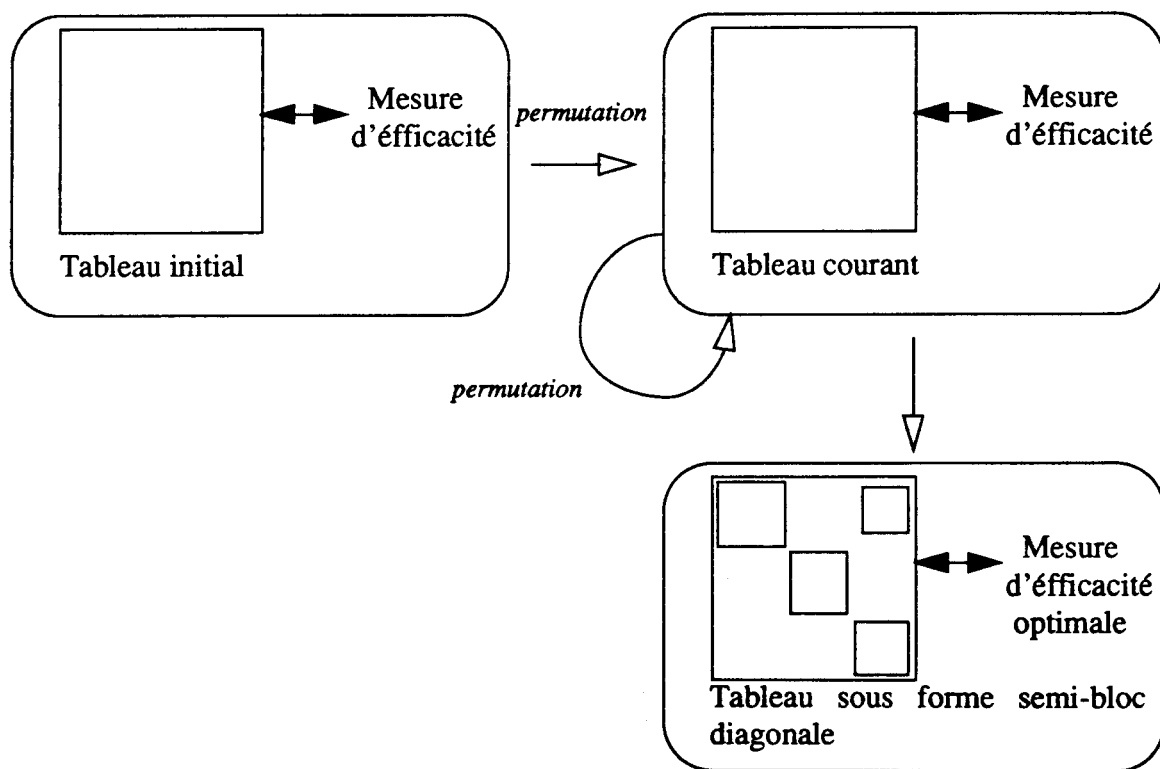 Mesure
d'éfficacité
Tableau initial
permutation
Mesure
d'éfficacité
Tableau courant
permutation
Mesure
d'éfficacité
optimale
Tableau sous forme semi-bloc
diagonale